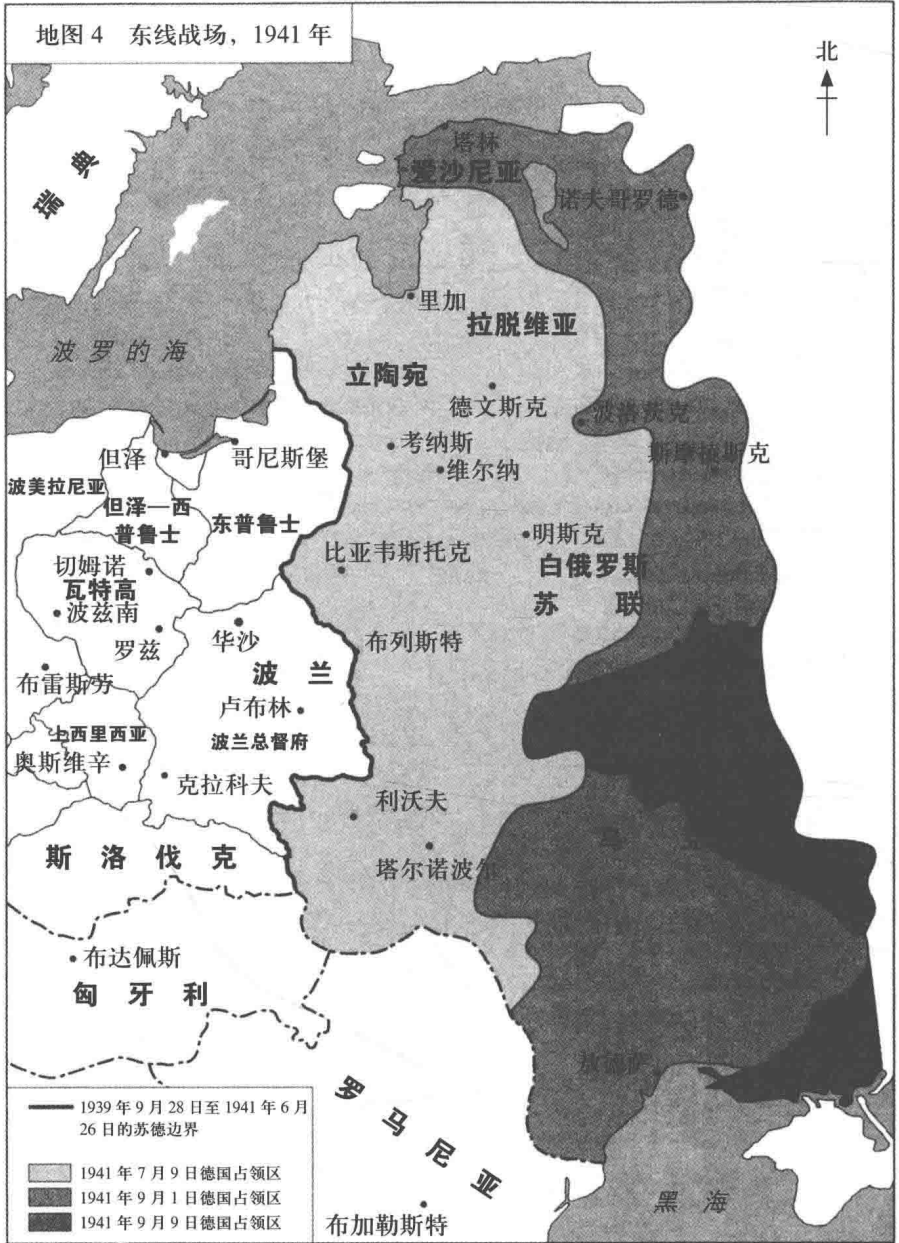 地图 4 东线战场，1941 年
北
瑞典
塔林
爱沙尼亚
诺夫哥罗德
里加
拉脱维亚
波罗的海
立陶宛
德文斯克
波洛茨克
考纳斯
斯摩棱斯克
但泽
哥尼斯堡
维尔纳
波美拉尼亚
但泽—西
普鲁士
东普鲁士
明斯克
切姆诺
比亚韦斯托克
白俄罗斯
瓦特高
苏联
波兹南
罗兹
华沙
布列斯特
布雷斯劳
波兰
卢布林
上西里西亚
波兰总督府
奥斯维辛
克拉科夫
利沃夫
斯洛伐克
塔尔诺波尔
布达佩斯
匈牙利
敖德萨
罗马尼亚
黑海
布加勒斯特
1939 年 9 月 28 日至 1941 年 6 月
26 日的苏德边界
1941 年 7 月 9 日德国占领区
1941 年 9 月 1 日德国占领区
1941 年 9 月 9 日德国占领区